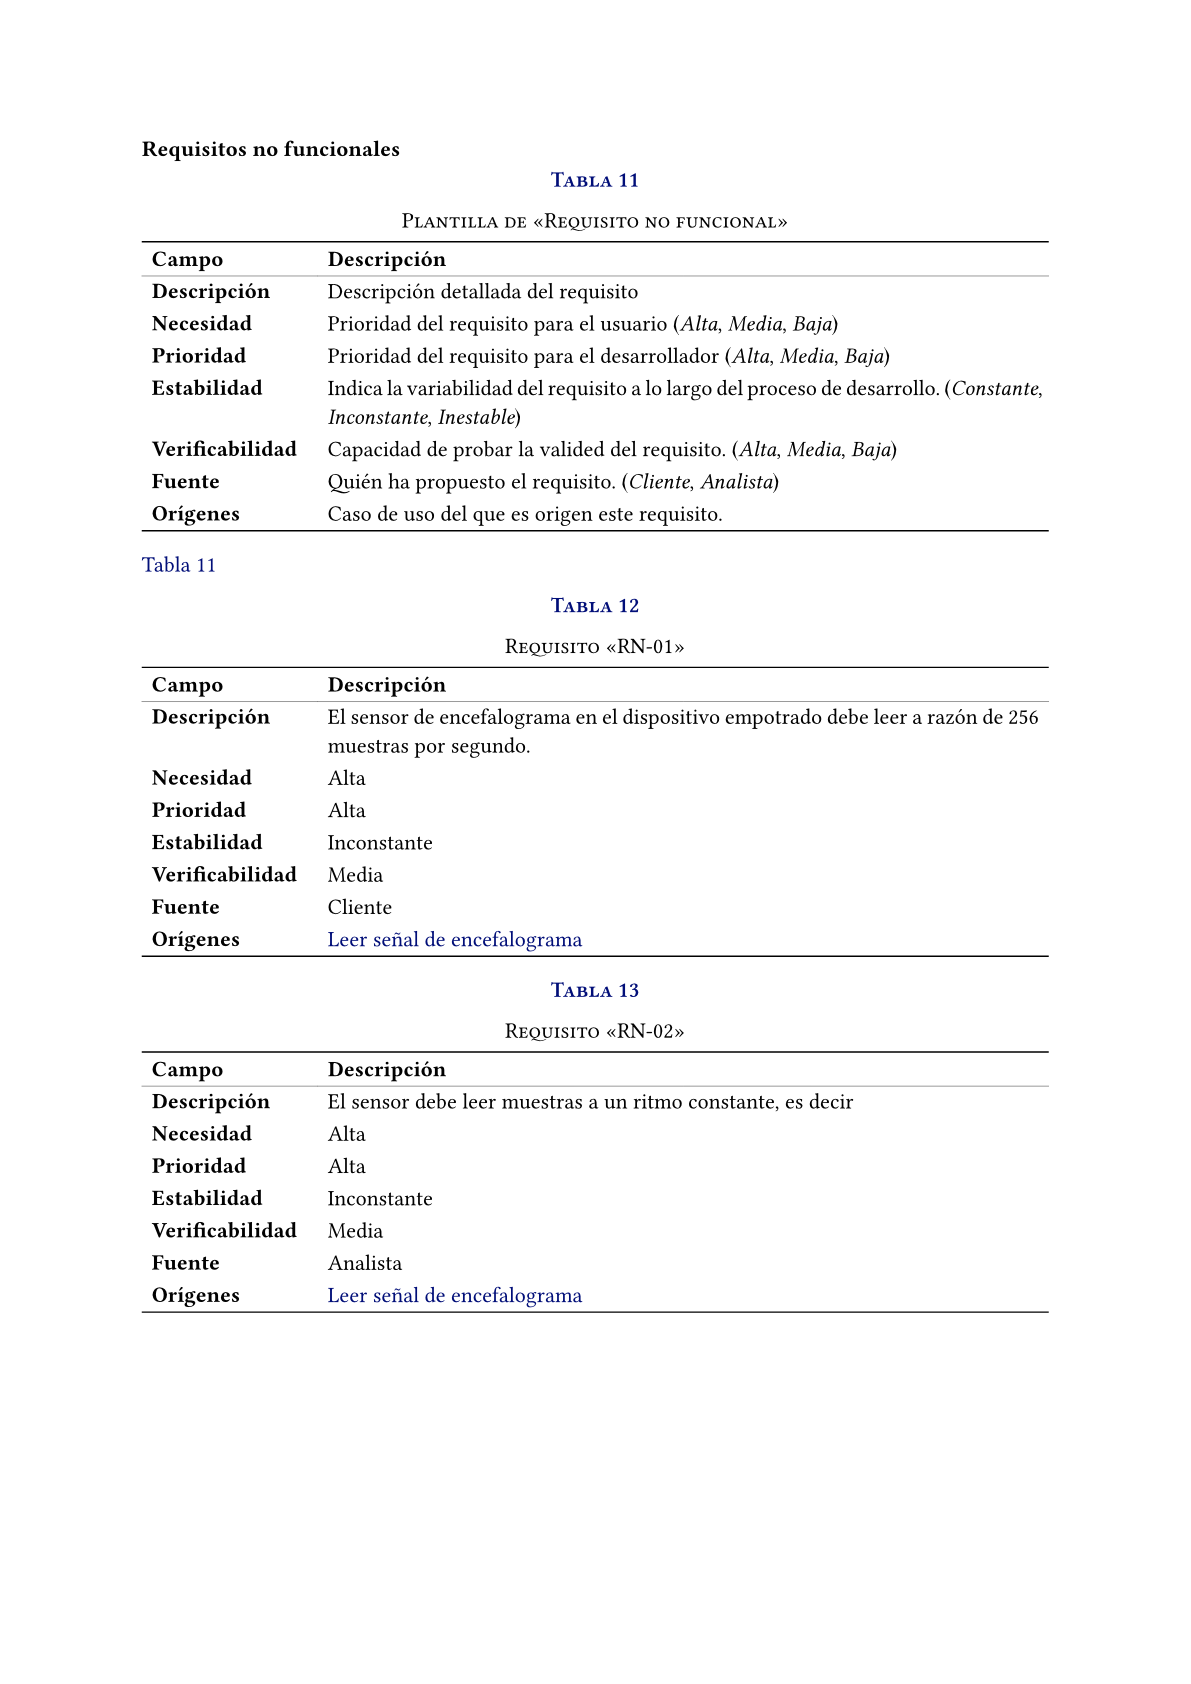 Requisitos no funcionales
Tabla 11
Plantilla de «Requisito no funcional»
Campo Descripción
Descripción Descripción detallada del requisito
Necesidad Prioridad del requisito para el usuario (Alta, Media, Baja)
Prioridad Prioridad del requisito para el desarrollador (Alta, Media, Baja)
Estabilidad Indica la variabilidad del requisito a lo largo del proceso de desarrollo. (Constante,
Inconstante, Inestable)
Verificabilidad Capacidad de probar la valided del requisito. (Alta, Media, Baja)
Fuente Quién ha propuesto el requisito. (Cliente, Analista)
Orígenes Caso de uso del que es origen este requisito.
Tabla 11
Tabla 12
Requisito «RN-01»
Campo Descripción
Descripción El sensor de encefalograma en el dispositivo empotrado debe leer a razón de 256
muestras por segundo.
Necesidad Alta
Prioridad Alta
Estabilidad Inconstante
Verificabilidad Media
Fuente Cliente
Orígenes Leer señal de encefalograma
Tabla 13
Requisito «RN-02»
Campo Descripción
Descripción El sensor debe leer muestras a un ritmo constante, es decir
Necesidad Alta
Prioridad Alta
Estabilidad Inconstante
Verificabilidad Media
Fuente Analista
Orígenes Leer señal de encefalograma